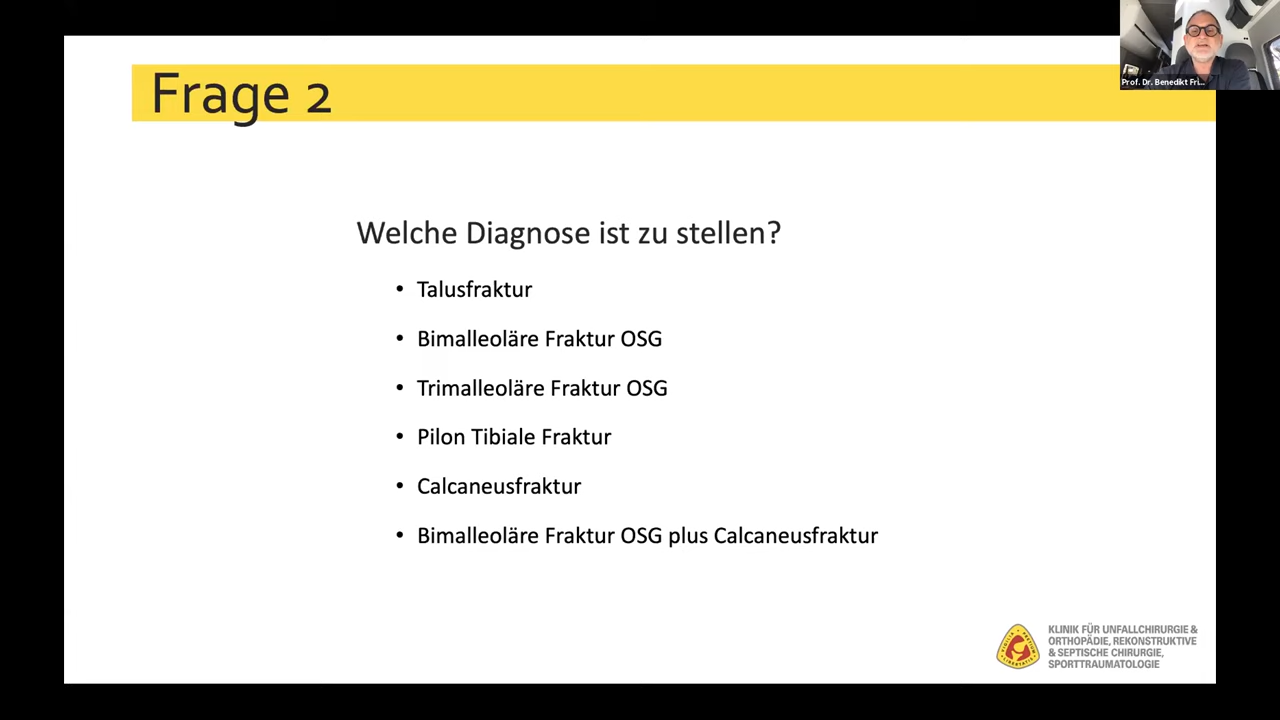 Prof. Dr. Benedikt Fri...
Frage 2
Welche Diagnose ist zu stellen?
• Talusfraktur
• Bimalleoläre Fraktur OSG
• Trimalleoläre Fraktur OSG
• Pilon Tibiale Fraktur
• Calcaneusfraktur
• Bimalleoläre Fraktur OSG plus Calcaneusfraktur
KLINIK FÜR UNFALLCHIRURGIE &
ORTHOPÄDIE, REKONSTRUKTIVE
& SEPTISCHE CHIRURGIE,
SPORTTRAUMATOLOGIE